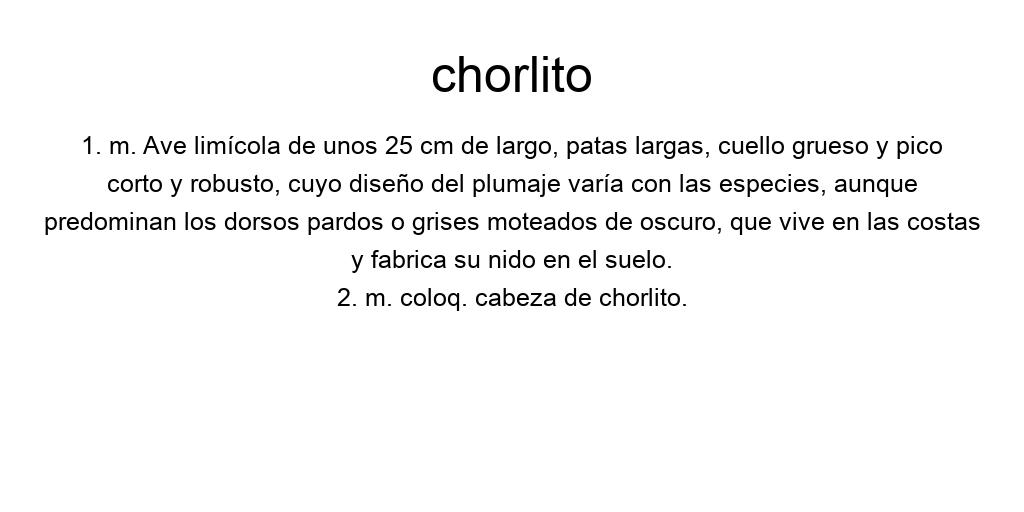 chorlito
1. m. Ave limícola de unos 25 cm de largo, patas largas, cuello grueso y pico
corto y robusto, cuyo diseño del plumaje varía con las especies, aunque
predominan los dorsos pardos o grises moteados de oscuro, que vive en las costas
y fabrica su nido en el suelo.
2. m. coloq. cabeza de chorlito.